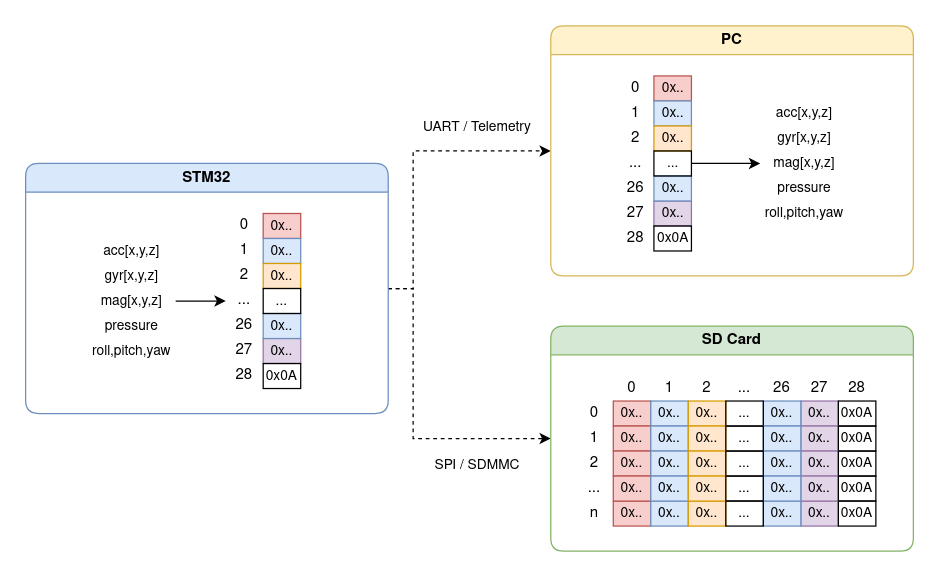 PC
0 0x..
1 0x.. acc[x,y,z]
2 0x.. gyr[x,y,z]
... ... mag[x,y,z]
26 0x.. pressure
27 0x.. roll,pitch,yaw
28 0x0A
UART / Telemetry
STM32
0 0x..
acc[x,y,z] 1 0x..
gyr[x,y,z] 2 0x..
mag[x,y,z] ... ...
pressure 26 0x..
roll,pitch,yaw 27 0x..
28 0x0A
SPI / SDMMC
SD Card
0 1 2 ... 26 27 28
0 0x.. 0x.. 0x.. ... 0x.. 0x.. 0x0A
1 0x.. 0x.. 0x.. ... 0x.. 0x.. 0x0A
2 0x.. 0x.. 0x.. ... 0x.. 0x.. 0x0A
... 0x.. 0x.. 0x.. ... 0x.. 0x.. 0x0A
n 0x.. 0x.. 0x.. ... 0x.. 0x.. 0x0A